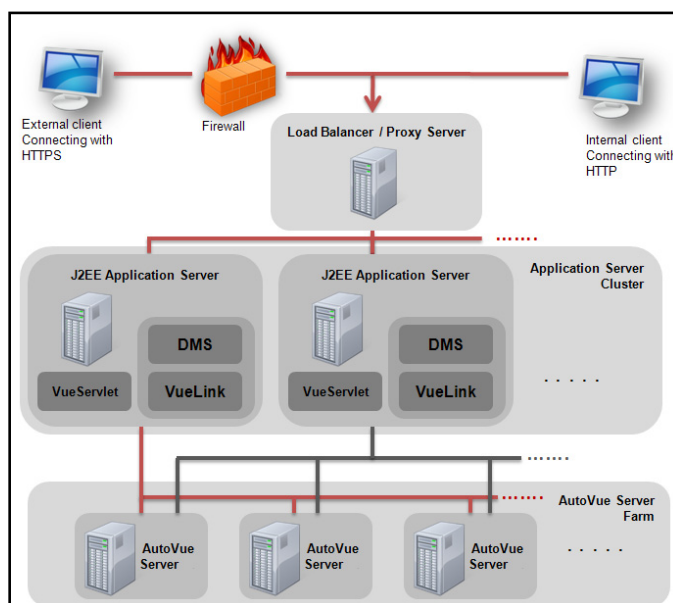 External client
Connecting with
HTTPS
Firewall
Load Balancer / Proxy Server
Internal client
Connecting with
HTTP
J2EE Application Server
J2EE Application Server
Application Server
Cluster
DMS
VueServlet
VueLink
DMS
VueServlet
VueLink
AutoVue Server
Farm
AutoVue
Server
AutoVue
Server
AutoVue
Server